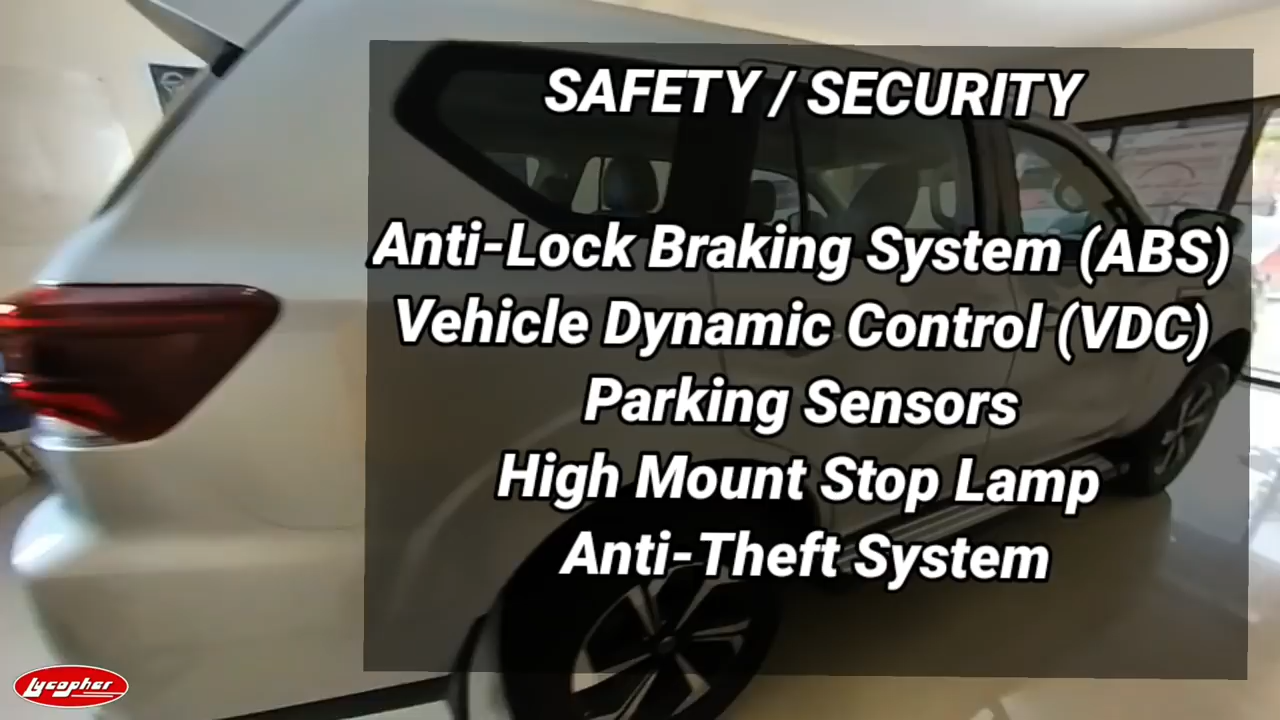 SAFETY / SECURITY
Anti-Lock Braking System (ABS)
Vehicle Dynamic Control (VDC)
Parking Sensors
High Mount Stop Lamp
Anti-Theft System
Lycopher